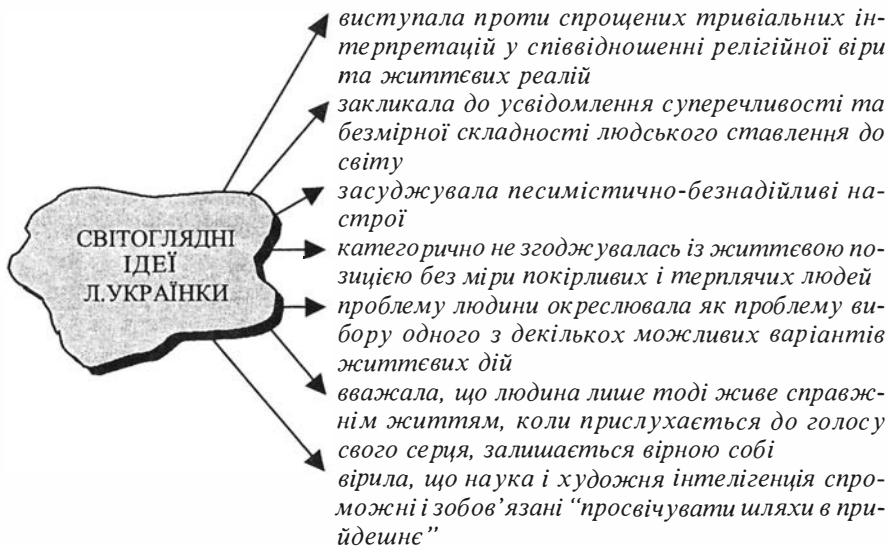 виступала проти спрощених тривіальних ін-
терпретацій у співвідношенні релігійної віри
та життєвих реалій
закликала до усвідомлення суперечливості та
безмірної складності людського ставлення до
світу
засуджувала песимістично-безнадійливі на-
строї
категорично не згоджувалась із життєвою по-
зицією без міри покірливих і терплячих людей
проблему людини окреслювала як проблему ви-
бору одного з декількох можливих варіантів
життєвих дій
вважала, що людина лише тоді живе справж-
нім життям, коли прислухається до голосу
свого серця, залишається вірною собі
вірила, що наука і художня інтелігенція спро-
можні і зобов’язані “просвічувати шляхи в при-
йдешнє”
СВІТОГЛЯДНІ
ІДЕЇ
Л.УКРАЇНКИ